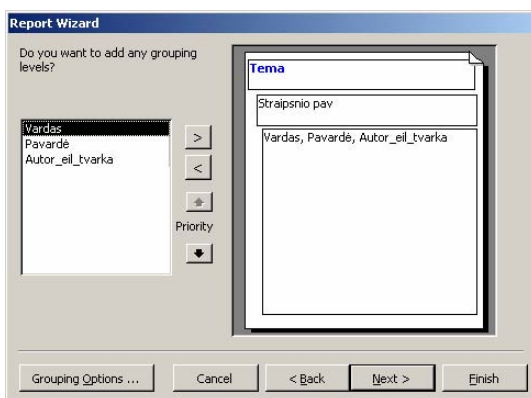 Report Wizard
Do you want to add any grouping
levels?
Vardas
Pavardė
Autor_eil_tvarka
>
<
Priority
Tema
Straipsnio pav
Vardas, Pavardė, Autor_eil_tvarka
Grouping Options ...
Cancel
< Back
Next >
Finish